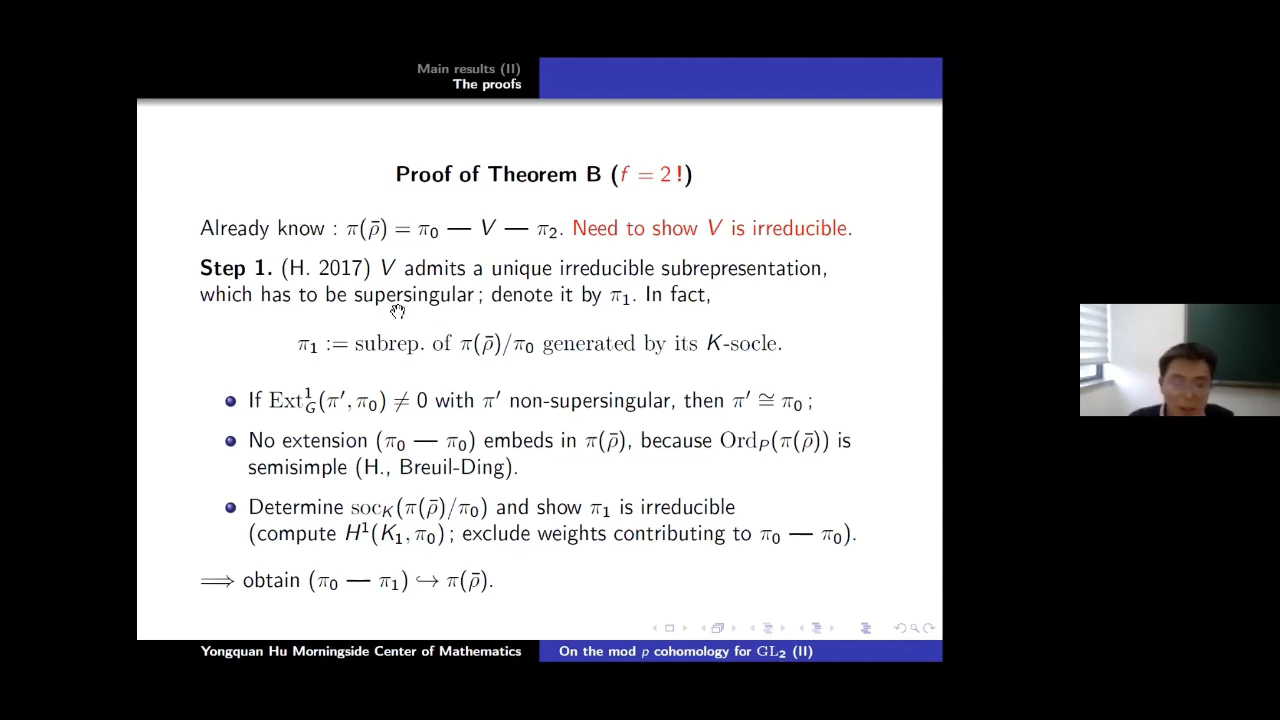 Main results (II)
The proofs
Proof of Theorem B (f = 2 !)
Already know : π(ρ̄) = π₀ — V — π₂. Need to show V is irreducible.
Step 1. (H. 2017) V admits a unique irreducible subrepresentation,
which has to be supersingular ; denote it by π₁. In fact,
π₁ := subrep. of π(ρ̄)/π₀ generated by its K-socle.
If Ext¹_G(π′, π₀) ≠ 0 with π′ non-supersingular, then π′ ≅ π₀ ;
No extension (π₀ — π₀) embeds in π(ρ̄), because Ord_P(π(ρ̄)) is
semisimple (H., Breuil-Ding).
Determine soc_K(π(ρ̄)/π₀) and show π₁ is irreducible
(compute H¹(K₁, π₀) ; exclude weights contributing to π₀ — π₀).
⟹ obtain (π₀ — π₁) ↪ π(ρ̄).
Yongquan Hu Morningside Center of Mathematics
On the mod p cohomology for GL₂ (II)